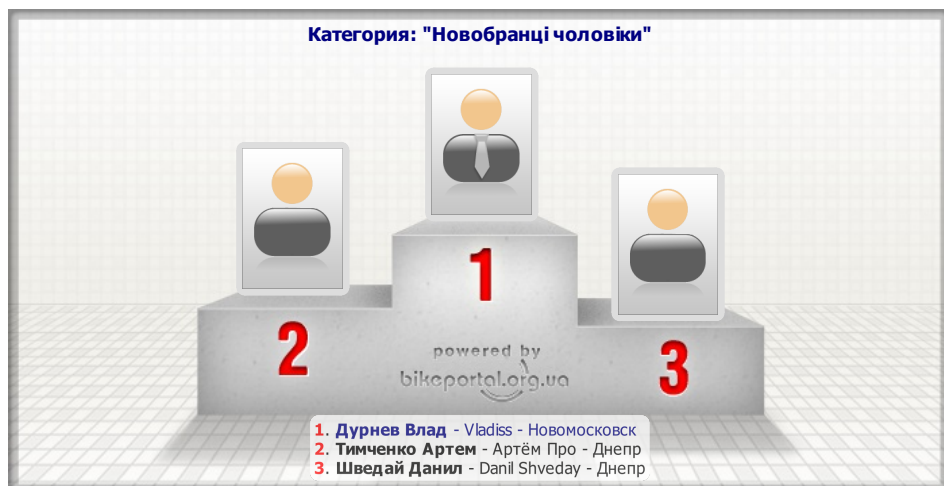 Категория: "Новобранці чоловіки"
1
2
3
powered by
bikeportal.org.ua
1. Дурнев Влад - Vladiss - Новомосковск
2. Тимченко Артем - Артём Про - Днепр
3. Шведай Данил - Danil Shveday - Днепр